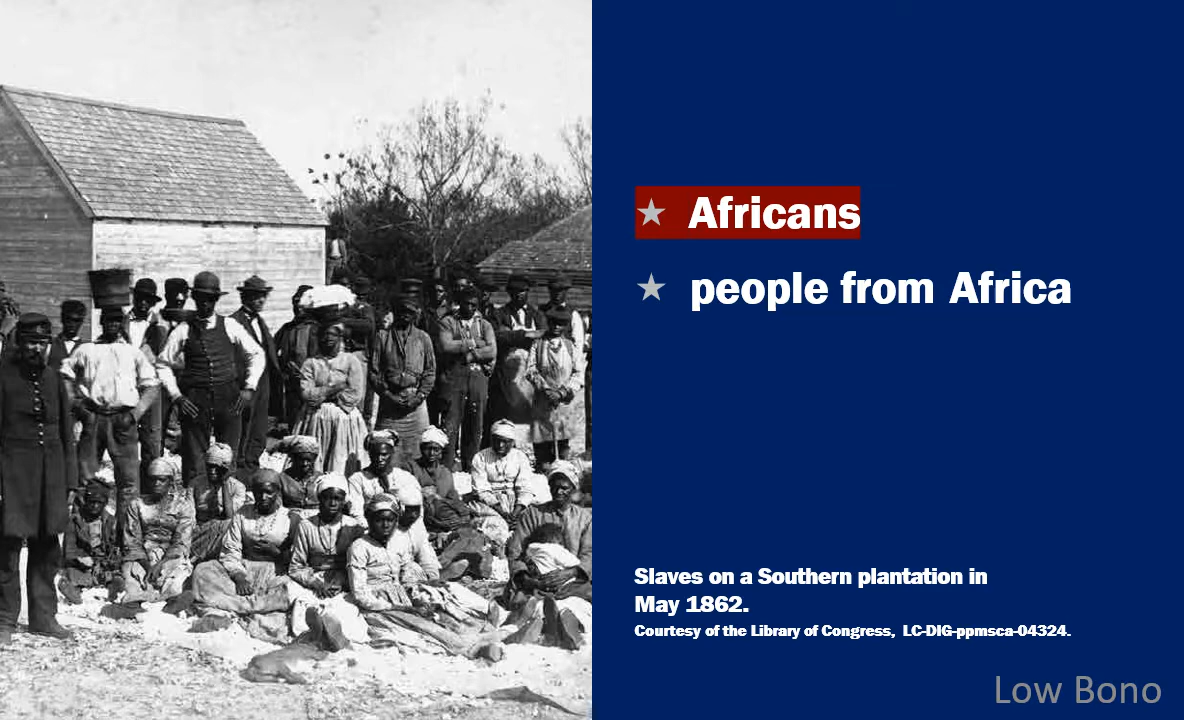 Africans
people from Africa
Slaves on a Southern plantation in
May 1862.
Courtesy of the Library of Congress, LC-DIG-ppmsca-04324.
Low Bono